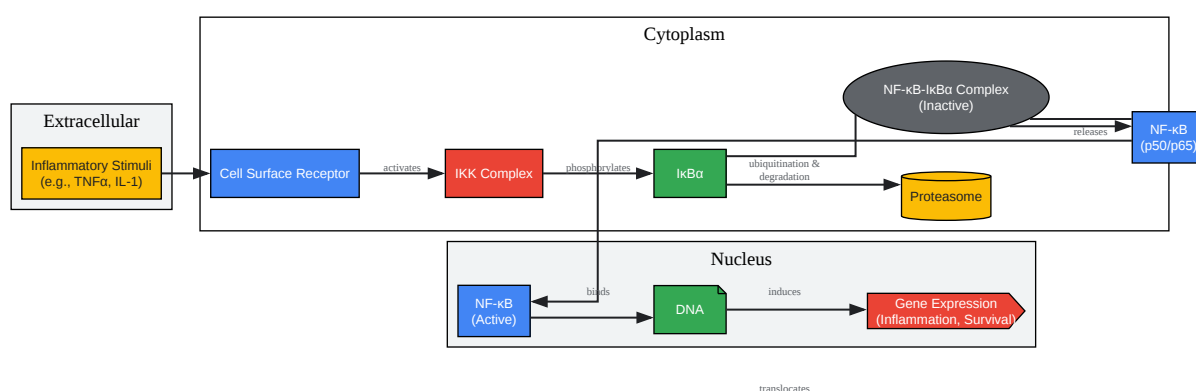 Cytoplasm
NF-κB-IκBα Complex
(Inactive)
Extracellular
Inflammatory Stimuli
(e.g., TNFα, IL-1)
Cell Surface Receptor
activates
IKK Complex
phosphorylates
IκBα
ubiquitination &
degradation
Proteasome
releases
NF-κB
(p50/p65)
Nucleus
NF-κB
(Active)
binds
DNA
induces
Gene Expression
(Inflammation, Survival)
translocates